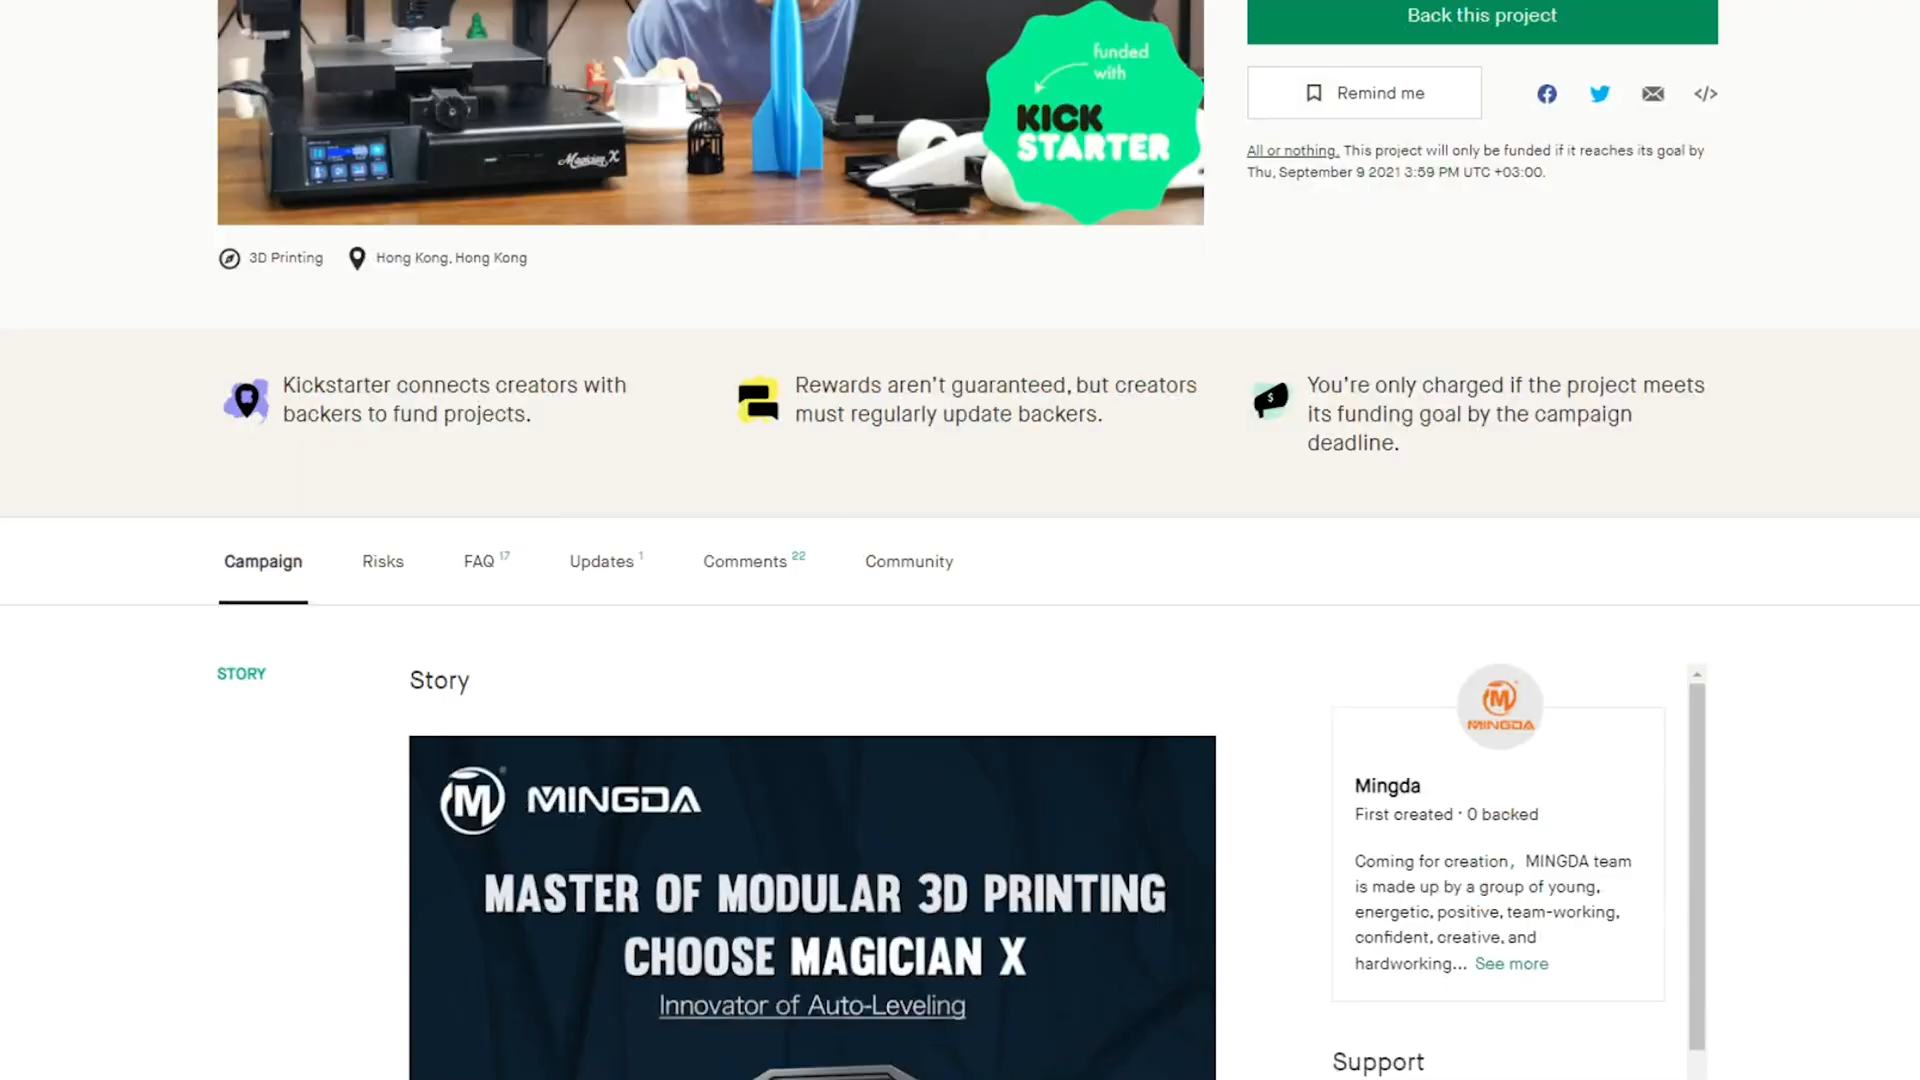 Back this project
funded
with
KICK
STARTER
Magician X
Remind me
All or nothing. This project will only be funded if it reaches its goal by
Thu, September 9 2021 3:59 PM UTC +03:00.
3D Printing
Hong Kong, Hong Kong
Kickstarter connects creators with
backers to fund projects.
Rewards aren't guaranteed, but creators
must regularly update backers.
You're only charged if the project meets
its funding goal by the campaign
deadline.
Campaign
Risks
FAQ 17
Updates 1
Comments 22
Community
STORY
Story
M MINGDA
MASTER OF MODULAR 3D PRINTING
CHOOSE MAGICIAN X
Innovator of Auto-Leveling
M
MINGDA
Mingda
First created · 0 backed
Coming for creation，MINGDA team
is made up by a group of young,
energetic, positive, team-working,
confident, creative, and
hardworking... See more
Support